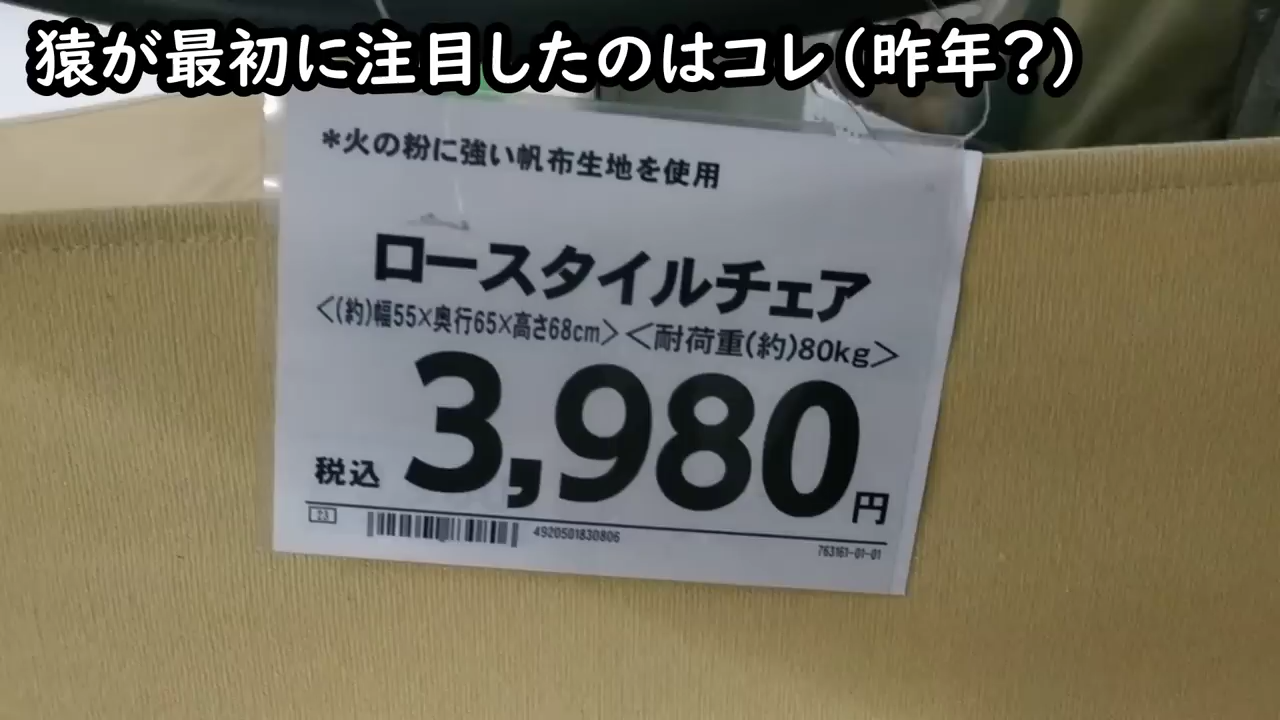 猿が最初に注目したのはコレ（昨年？）
＊火の粉に強い帆布生地を使用
ロースタイルチェア
<(約)幅55×奥行65×高さ68cm><耐荷重(約)80kg>
税込 3,980円
23
4920501830806
763161-01-01